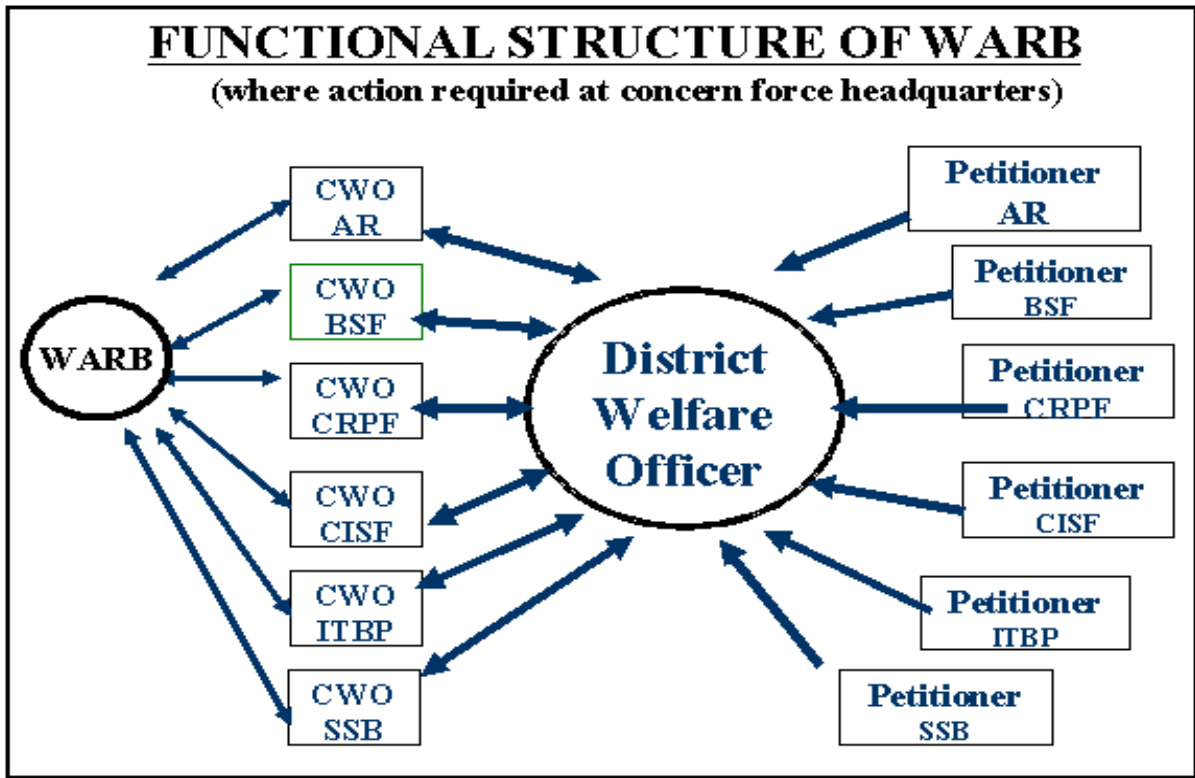 FUNCTIONAL STRUCTURE OF WARB
(where action required at concern force headquarters)
WARB
CWO
AR
CWO
BSF
CWO
CRPF
CWO
CISF
CWO
ITBP
CWO
SSB
District
Welfare
Officer
Petitioner
AR
Petitioner
BSF
Petitioner
CRPF
Petitioner
CISF
Petitioner
ITBP
Petitioner
SSB